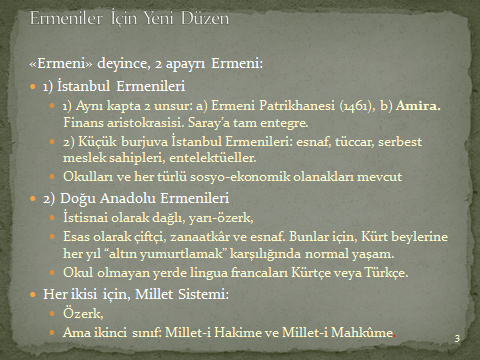 Ermeniler İçin Yeni Düzen
«Ermeni» deyince, 2 apayrı Ermeni:
1) İstanbul Ermenileri
1) Aynı kapta 2 unsur: a) Ermeni Patrikhanesi (1461), b) Amira.
Finans aristokrasisi. Saray'a tam entegre.
2) Küçük burjuva İstanbul Ermenileri: esnaf, tüccar, serbest
meslek sahipleri, entelektüeller.
Okulları ve her türlü sosyo-ekonomik olanakları mevcut
2) Doğu Anadolu Ermenileri
İstisnai olarak dağlı, yarı-özerk,
Esas olarak çiftçi, zanaatkâr ve esnaf. Bunlar için, Kürt beylerine
her yıl "altın yumurtlamak" karşılığında normal yaşam.
Okul olmayan yerde lingua francaları Kürtçe veya Türkçe.
Her ikisi için, Millet Sistemi:
Özerk,
Ama ikinci sınıf: Millet-i Hakime ve Millet-i Mahkûme.
3